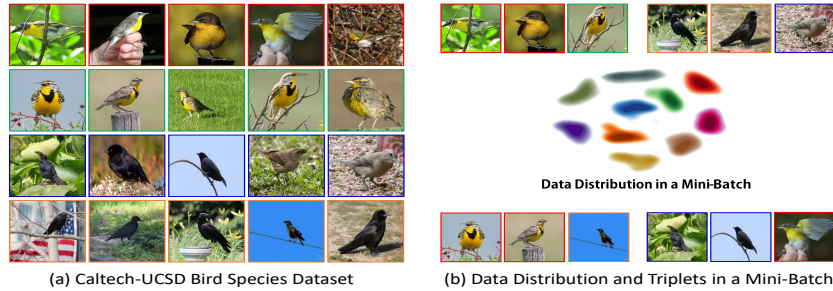 Data Distribution in a Mini-Batch
(a) Caltech-UCSD Bird Species Dataset
(b) Data Distribution and Triplets in a Mini-Batch